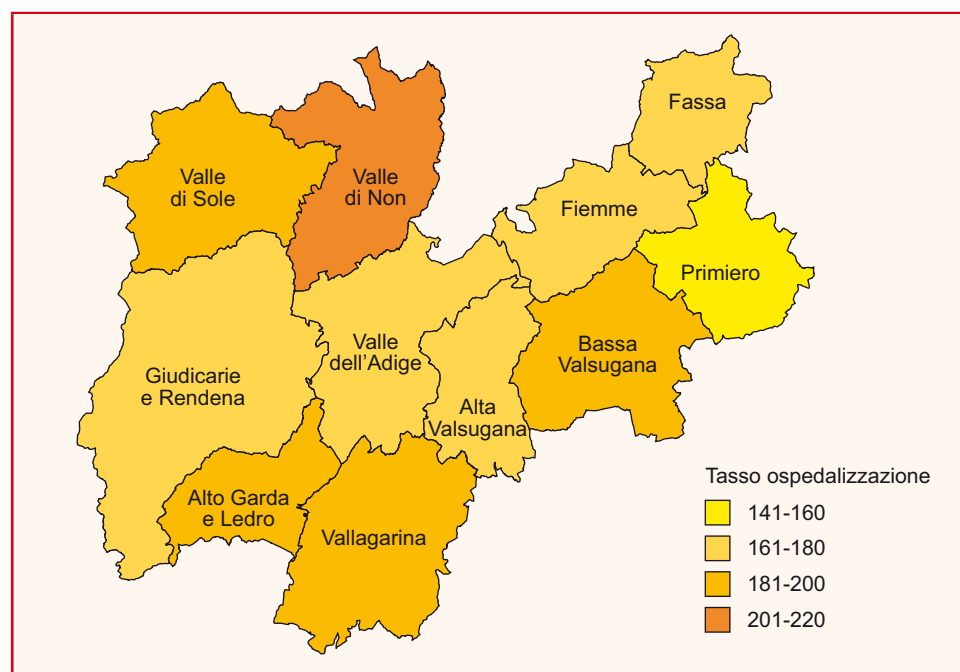 Fassa
Valle
di Sole
Valle
di Non
Fiemme
Primiero
Valle
dell'Adige
Bassa
Valsugana
Giudicarie
e Rendena
Alta
Valsugana
Alto Garda
e Ledro
Vallagarina
Tasso ospedalizzazione
141-160
161-180
181-200
201-220